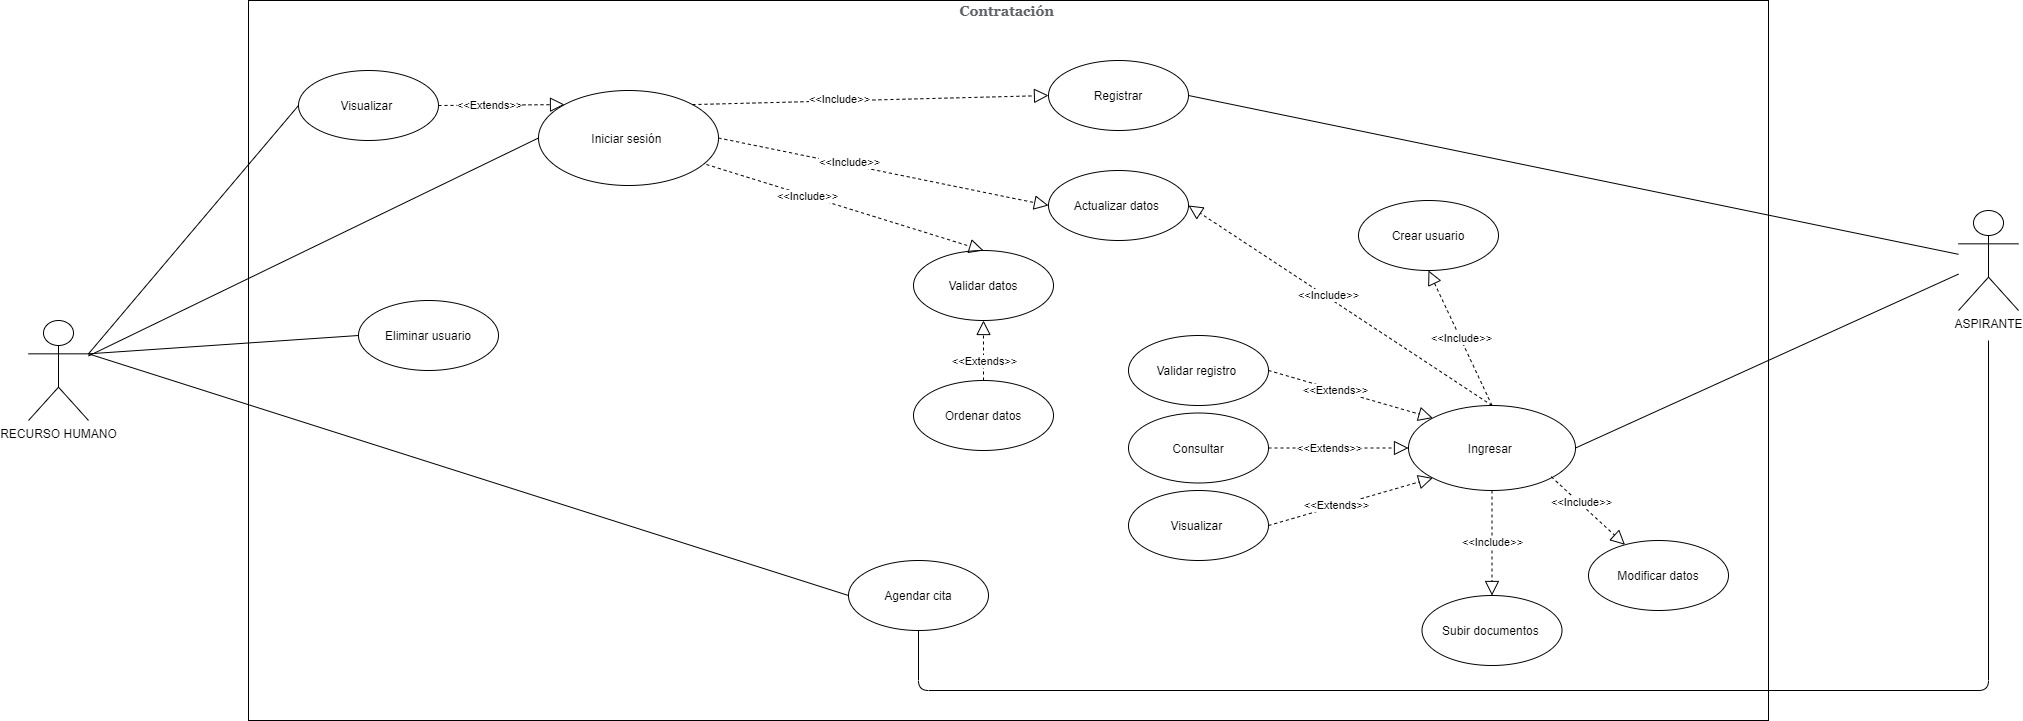 Contratación
Visualizar
<<Extends>>
Iniciar sesión
<<Include>>
Registrar
<<Include>>
Actualizar datos
<<Include>>
Validar datos
<<Include>>
Crear usuario
<<Include>>
ASPIRANTE
Eliminar usuario
RECURSO HUMANO
<<Extends>>
Ordenar datos
Validar registro
<<Extends>>
Consultar
<<Extends>>
Ingresar
Visualizar
<<Extends>>
<<Include>>
<<Include>>
Modificar datos
Subir documentos
Agendar cita